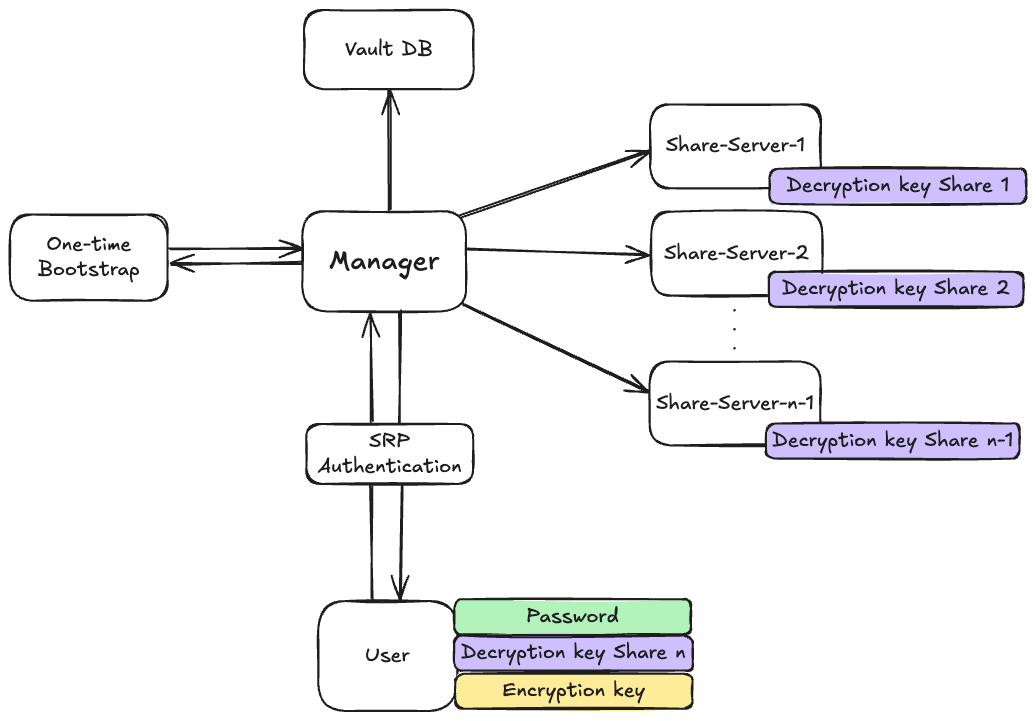 Vault DB
Share-Server-1
Decryption key Share 1
One-time
Bootstrap
Manager
Share-Server-2
Decryption key Share 2
Share-Server-n-1
Decryption key Share n-1
SRP
Authentication
User
Password
Decryption key Share n
Encryption key